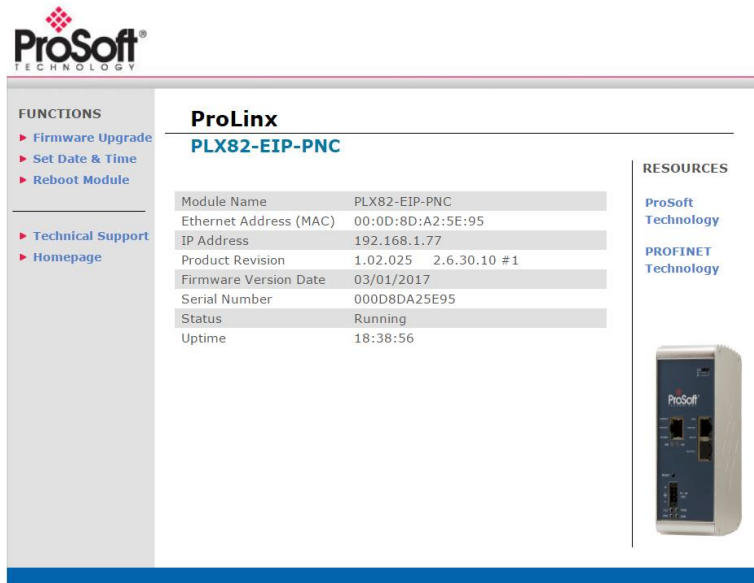 ProSoft®
TECHNOLOGY
FUNCTIONS
Firmware Upgrade
Set Date & Time
Reboot Module
Technical Support
Homepage
ProLinx
PLX82-EIP-PNC
Module Name PLX82-EIP-PNC
Ethernet Address (MAC) 00:0D:8D:A2:5E:95
IP Address 192.168.1.77
Product Revision 1.02.025 2.6.30.10 #1
Firmware Version Date 03/01/2017
Serial Number 000D8DA25E95
Status Running
Uptime 18:38:56
RESOURCES
ProSoft
Technology
PROFINET
Technology
ProSoft